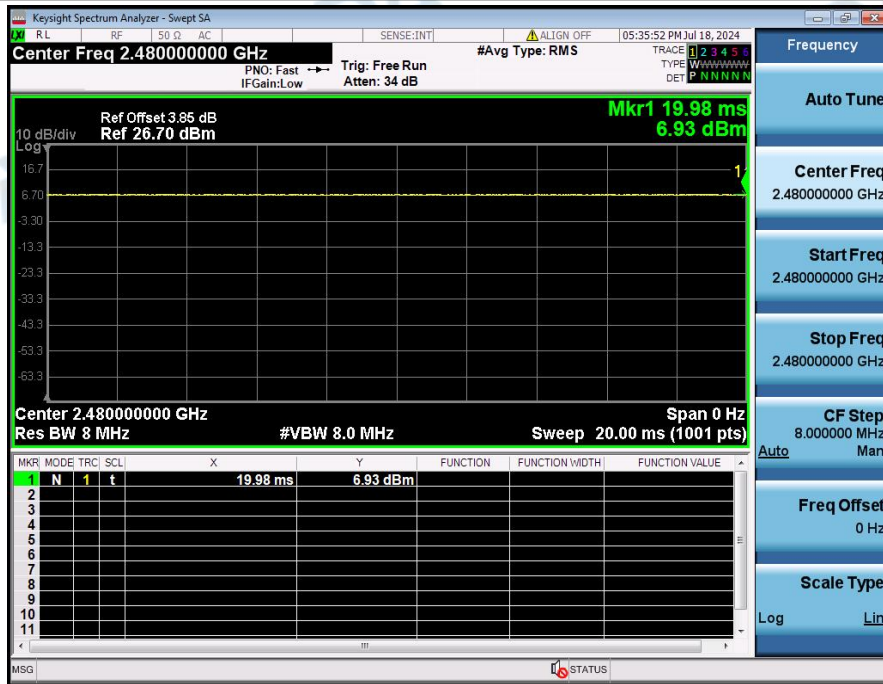 Keysight Spectrum Analyzer - Swept SA
LXI RL RF 50 Ω AC SENSE:INT ALIGN OFF 05:35:52 PM Jul 18, 2024
Center Freq 2.480000000 GHz
#Avg Type: RMS
TRACE 1 2 3 4 5 6
PNO: Fast
Trig: Free Run
TYPE WWWWWWW
IFGain:Low
Atten: 34 dB
DET P N N N N N
Ref Offset 3.85 dB
Mkr1 19.98 ms
10 dB/div
Ref 26.70 dBm
6.93 dBm
Log
16.7
1
6.70
-3.30
-13.3
-23.3
-33.3
-43.3
-53.3
-63.3
Center 2.480000000 GHz
Span 0 Hz
Res BW 8 MHz
#VBW 8.0 MHz
Sweep 20.00 ms (1001 pts)
MKR MODE TRC SCL X Y FUNCTION FUNCTION WIDTH FUNCTION VALUE
1 N 1 t 19.98 ms 6.93 dBm
2
3
4
5
6
7
8
9
10
11
MSG
STATUS
Frequency
Auto Tune
Center Freq
2.480000000 GHz
Start Freq
2.480000000 GHz
Stop Freq
2.480000000 GHz
CF Step
8.000000 MHz
Auto Man
Freq Offset
0 Hz
Scale Type
Log Lin